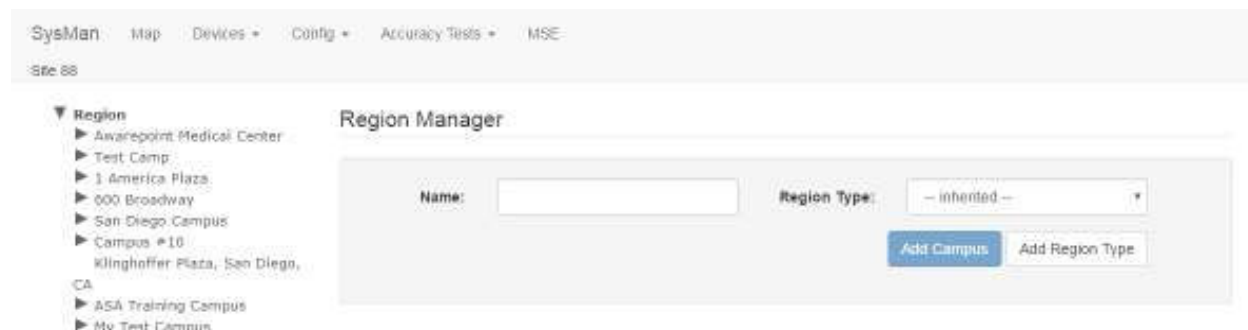 SysMan Map Devices Config Accuracy Tests MSE
Site 88
Region
Awarepoint Medical Center
Test Camp
1 America Plaza
600 Broadway
San Diego Campus
Campus #10
Klinghoffer Plaza, San Diego,
CA
ASA Training Campus
My Test Campus
Region Manager
Name: Region Type: -- inherited --
Add Campus Add Region Type